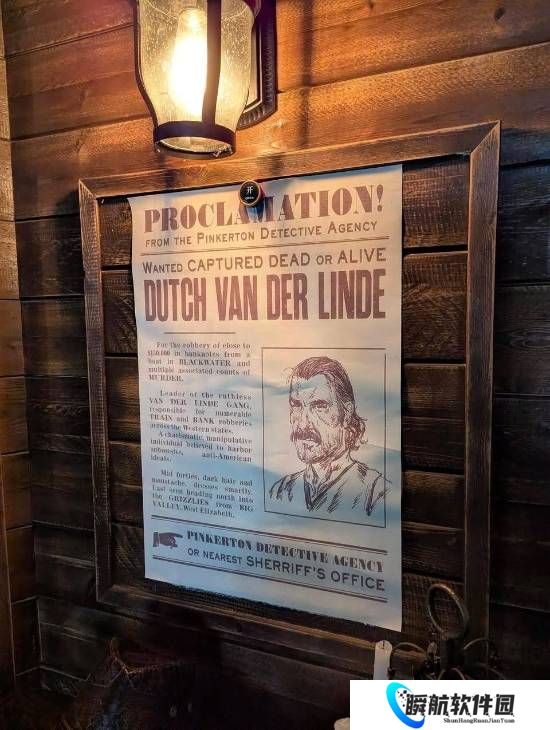 开
PROCLAMATION!
FROM THE PINKERTON DETECTIVE AGENCY
WANTED CAPTURED DEAD OR ALIVE
DUTCH VAN DER LINDE
For the robbery of close to
$150,000 in banknotes from a
boat in BLACKWATER and
multiple associated counts of
MURDER.
Leader of the ruthless
VAN DER LINDE GANG,
responsible for numerable
TRAIN and BANK robberies
across the Western states.
A charismatic, manipulative
individual believed to harbor
anti-American
ideals.
Mid forties, dark hair and
moustache, dresses smartly.
Last seen heading north into
the GRIZZLIES from BIG
VALLEY, West Elizabeth.
PINKERTON DETECTIVE AGENCY
OR NEAREST SHERRIFF'S OFFICE
瞬航软件园
ShunHangRuanJianYuan